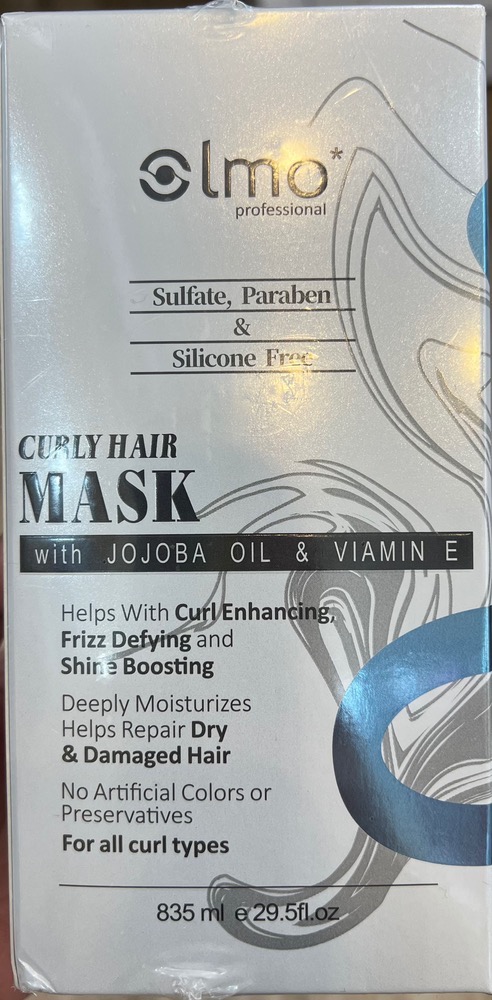 Olmo*
professional
Sulfate, Paraben
&
Silicone Free
CURLY HAIR
MASK
with JOJOBA OIL & VIAMIN E
Helps With Curl Enhancing,
Frizz Defying and
Shine Boosting
Deeply Moisturizes
Helps Repair Dry
& Damaged Hair
No Artificial Colors or
Preservatives
For all curl types
835 ml e 29.5fl.oz